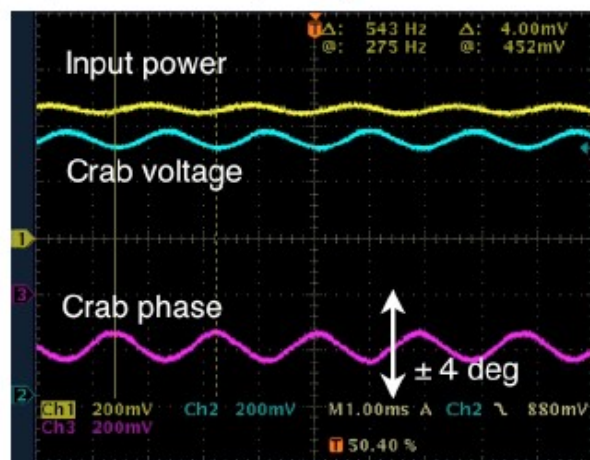 T Δ: 543 Hz Δ: 4.00mV
@: 275 Hz @: 452mV
Input power
Crab voltage
1
3
Crab phase
± 4 deg
2
Ch1 200mV Ch2 200mV M1.00ms A Ch2 880mV
Ch3 200mV
T 50.40 %